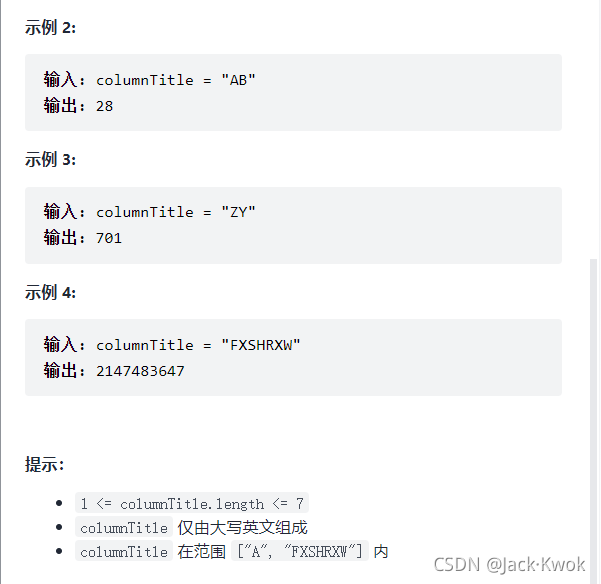 示例 2:
输入: columnTitle = "AB"
输出: 28
示例 3:
输入: columnTitle = "ZY"
输出: 701
示例 4:
输入: columnTitle = "FXSHRXW"
输出: 2147483647
提示:
• 1 <= columnTitle.length <= 7
• columnTitle 仅由大写英文组成
• columnTitle 在范围 ["A", "FXSHRXW"] 内
CSDN @Jack·Kwok